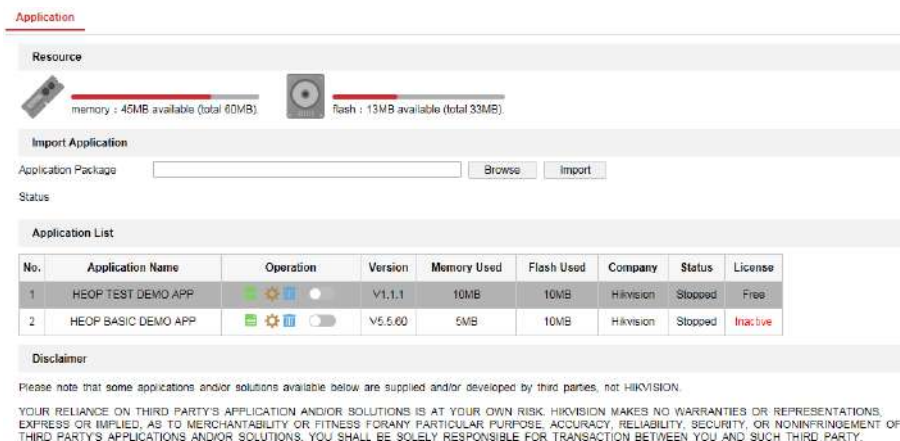 Application
Resource
memory : 45MB available (total 60MB).
flash : 13MB available (total 33MB).
Import Application
Application Package Browse Import
Status
Application List
No. Application Name Operation Version Memory Used Flash Used Company Status License
1 HEOP TEST DEMO APP V1.1.1 10MB 10MB Hikvision Stopped Free
2 HEOP BASIC DEMO APP V5.5.60 5MB 10MB Hikvision Stopped Inactive
Disclaimer
Please note that some applications and/or solutions available below are supplied and/or developed by third parties, not HIKVISION.
YOUR RELIANCE ON THIRD PARTY'S APPLICATION AND/OR SOLUTIONS IS AT YOUR OWN RISK. HIKVISION MAKES NO WARRANTIES OR REPRESENTATIONS,
EXPRESS OR IMPLIED, AS TO MERCHANTABILITY OR FITNESS FORANY PARTICULAR PURPOSE, ACCURACY, RELIABILITY, SECURITY, OR NONINFRINGEMENT OF
THIRD PARTY'S APPLICATIONS AND/OR SOLUTIONS. YOU SHALL BE SOLELY RESPONSIBLE FOR TRANSACTION BETWEEN YOU AND SUCH THIRD PARTY.